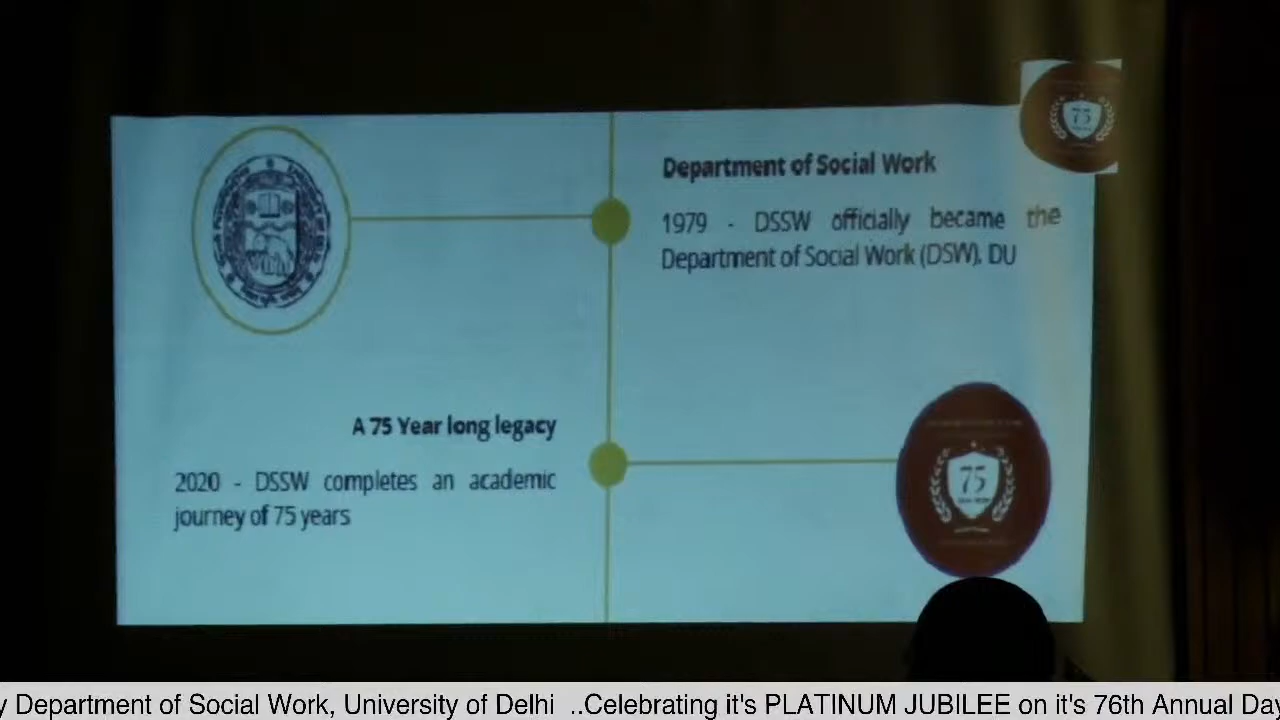 75
Department of Social Work
1979 - DSSW officially became the
Department of Social Work (DSW), DU
A 75 Year long legacy
2020 - DSSW completes an academic
journey of 75 years
75
y Department of Social Work, University of Delhi ..Celebrating it's PLATINUM JUBILEE on it's 76th Annual Day